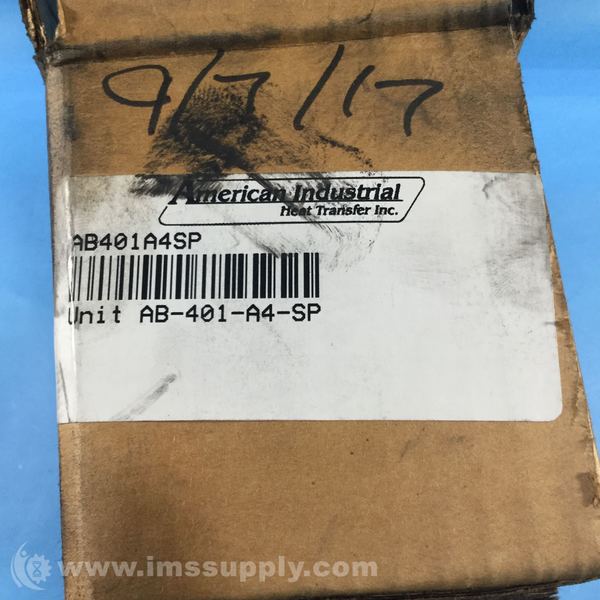 9/7/17
American Industrial
Heat Transfer Inc.
AB401A4SP
Unit AB-401-A4-SP
www.imssupply.com